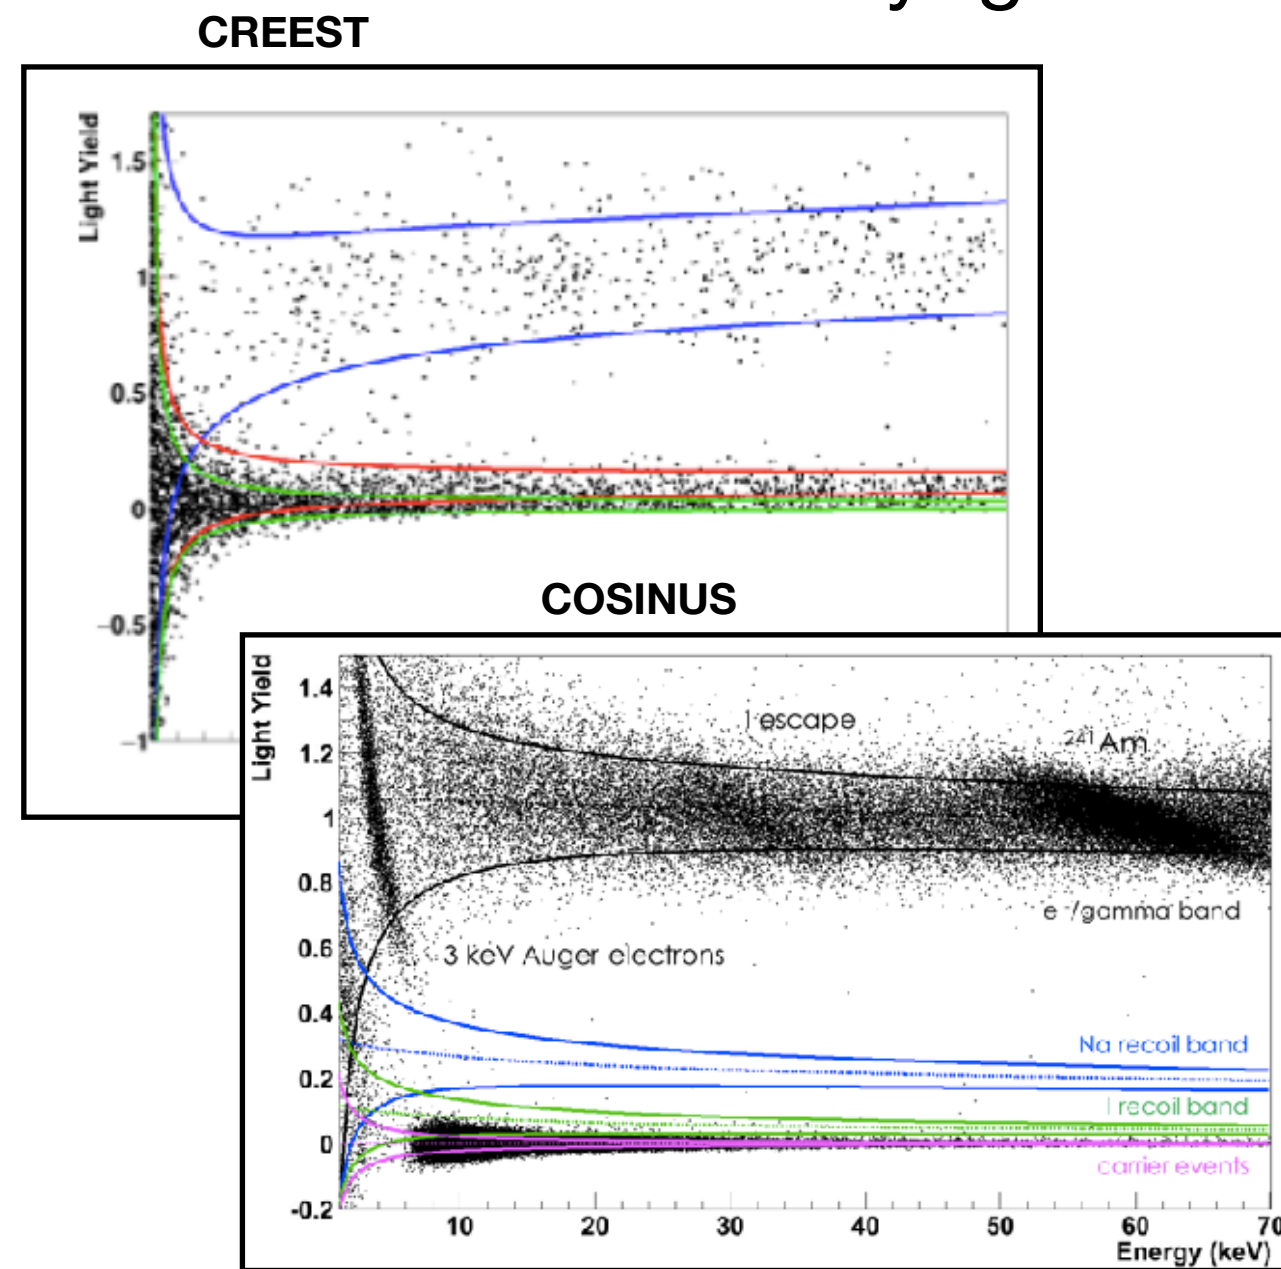 CREEST
Light Yield
1.5
1
0.5
0
−0.5
−1
COSINUS
Light Yield
1.4
1.2
1
0.8
0.6
0.4
0.2
0
-0.2
I escape
241Am
e-/gamma band
3 keV Auger electrons
Na recoil band
I recoil band
carrier events
10 20 30 40 50 60 70
Energy (keV)